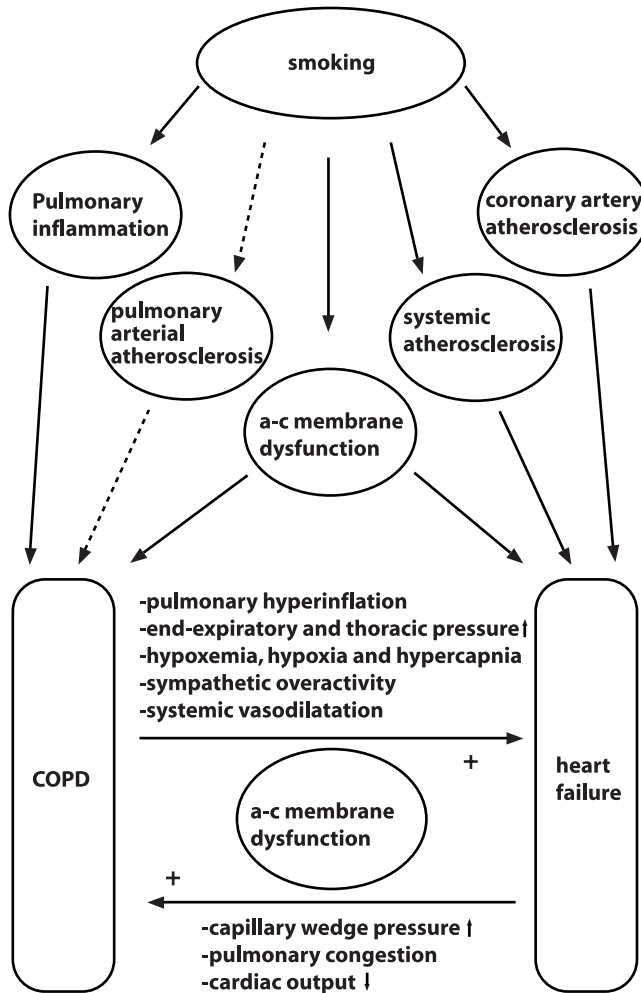 smoking
Pulmonary
inflammation
coronary artery
atherosclerosis
pulmonary
arterial
atherosclerosis
systemic
atherosclerosis
a-c membrane
dysfunction
-pulmonary hyperinflation
-end-expiratory and thoracic pressure↑
-hypoxemia, hypoxia and hypercapnia
-sympathetic overactivity
-systemic vasodilatation
+
COPD
heart
failure
a-c membrane
dysfunction
+
-capillary wedge pressure ↑
-pulmonary congestion
-cardiac output ↓